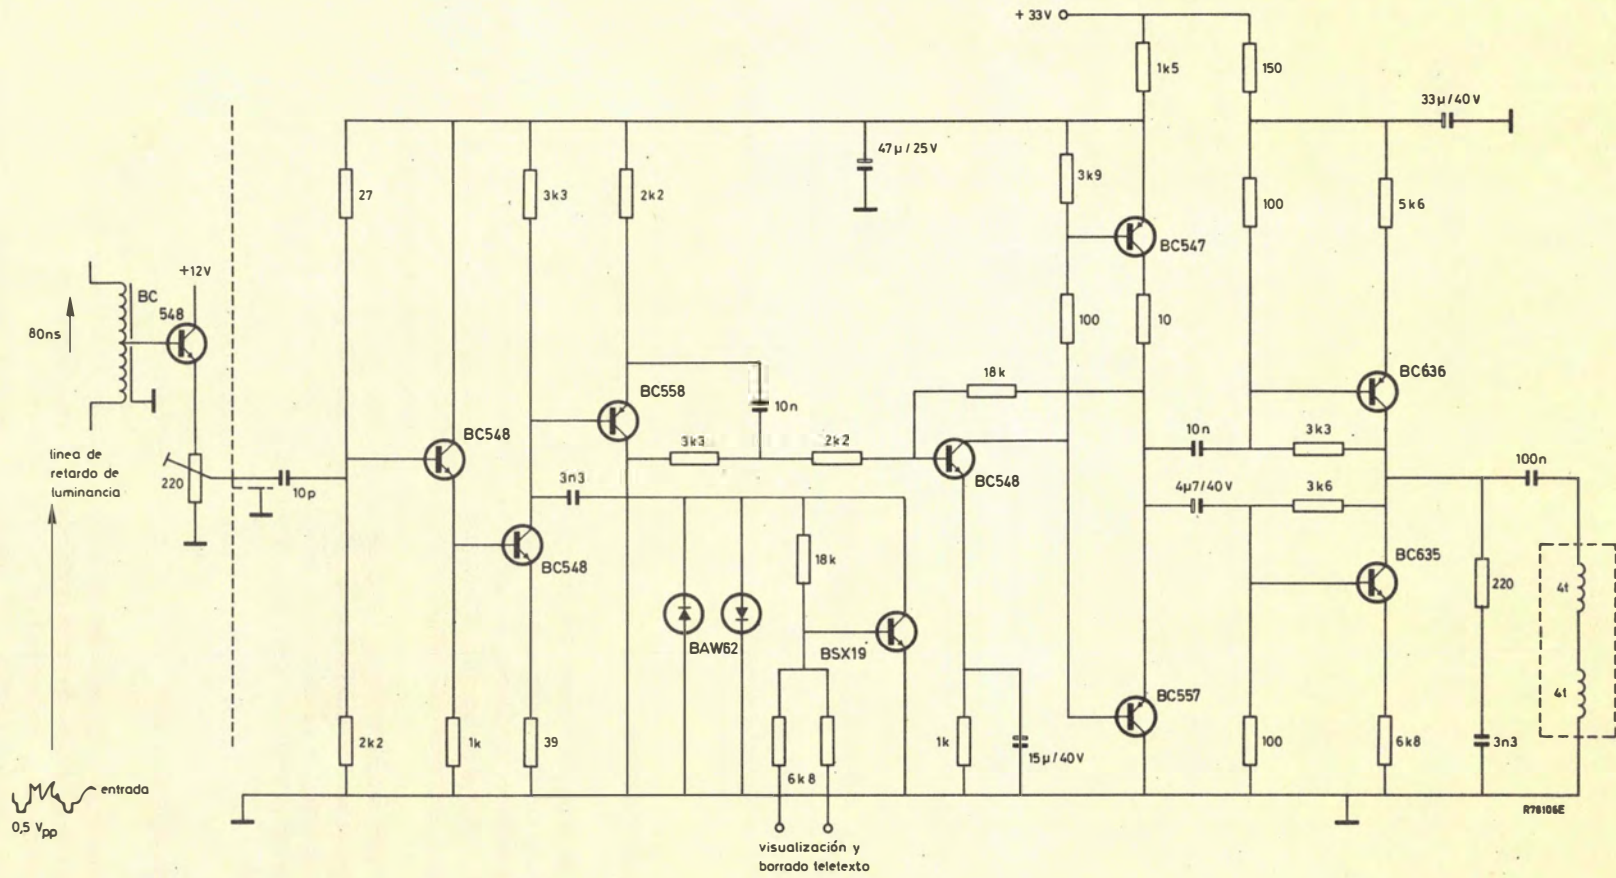 + 33V
1k5
150
33µ/40V
47µ/25V
27
3k3
2k2
3k9
100
5k6
BC547
+12V
BC
548
80ns
100
10
18k
BC636
BC558
10n
BC548
3k3
2k2
10n
3k3
linea de
retardo de
luminancia
220
10p
3n3
BC548
4µ7/40V
3k6
100n
BC548
18k
BC635
220
4t
BAW62
BSX19
BC557
4t
2k2
1k
39
6k8
1k
15µ/40V
100
6k8
3n3
entrada
0,5 Vpp
R78106E
visualización y
borrado teletexto